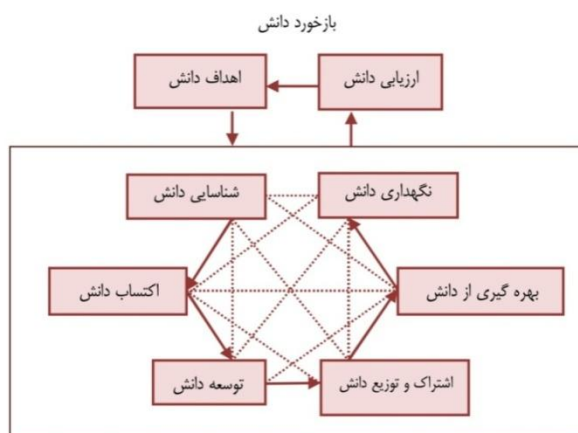 بازخورد دانش
ارزیابی دانش
اهداف دانش
نگهداری دانش
شناسایی دانش
بهره گیری از دانش
اکتساب دانش
اشتراک و توزیع دانش
توسعه دانش